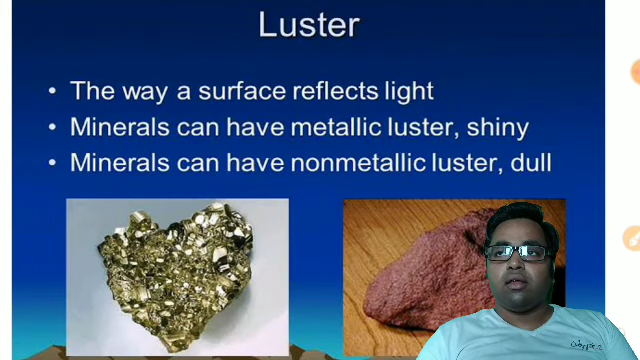 Luster
• The way a surface reflects light
• Minerals can have metallic luster, shiny
• Minerals can have nonmetallic luster, dull